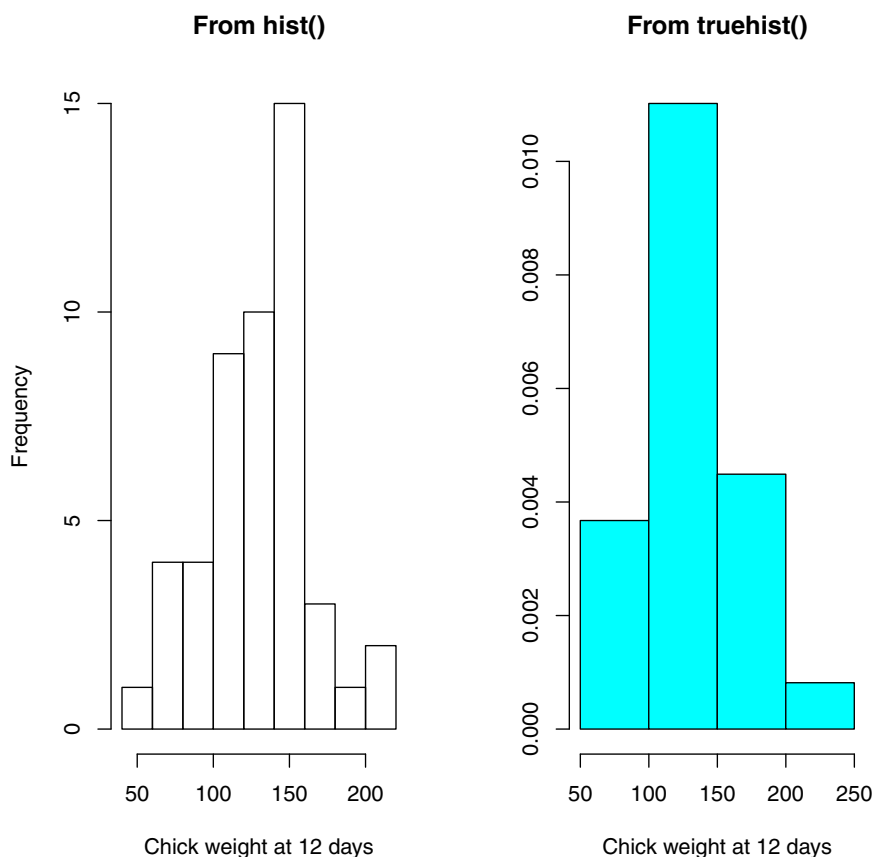 From hist()
Frequency
15
10
5
0
50 100 150 200
Chick weight at 12 days
From truehist()
0.010
0.008
0.006
0.004
0.002
0.000
50 100 150 200 250
Chick weight at 12 days